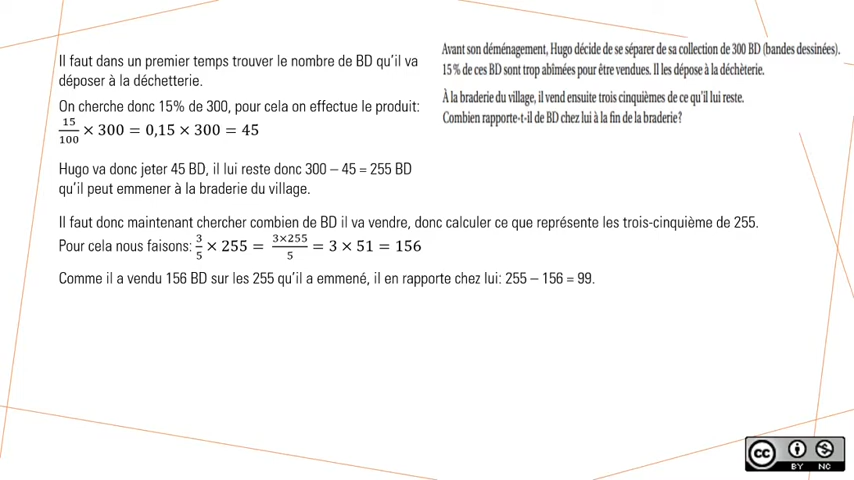 Il faut dans un premier temps trouver le nombre de BD qu'il va
déposer à la déchetterie.
On cherche donc 15% de 300, pour cela on effectue le produit:
15/100 × 300 = 0,15 × 300 = 45
Hugo va donc jeter 45 BD, il lui reste donc 300 – 45 = 255 BD
qu'il peut emmener à la braderie du village.
Avant son déménagement, Hugo décide de se séparer de sa collection de 300 BD (bandes dessinées).
15 % de ces BD sont trop abîmées pour être vendues. Il les dépose à la déchèterie.
À la braderie du village, il vend ensuite trois cinquièmes de ce qu'il lui reste.
Combien rapporte-t-il de BD chez lui à la fin de la braderie ?
Il faut donc maintenant chercher combien de BD il va vendre, donc calculer ce que représente les trois-cinquième de 255.
Pour cela nous faisons: 3/5 × 255 = 3×255/5 = 3 × 51 = 156
Comme il a vendu 156 BD sur les 255 qu'il a emmené, il en rapporte chez lui: 255 – 156 = 99.
cc
BY NC